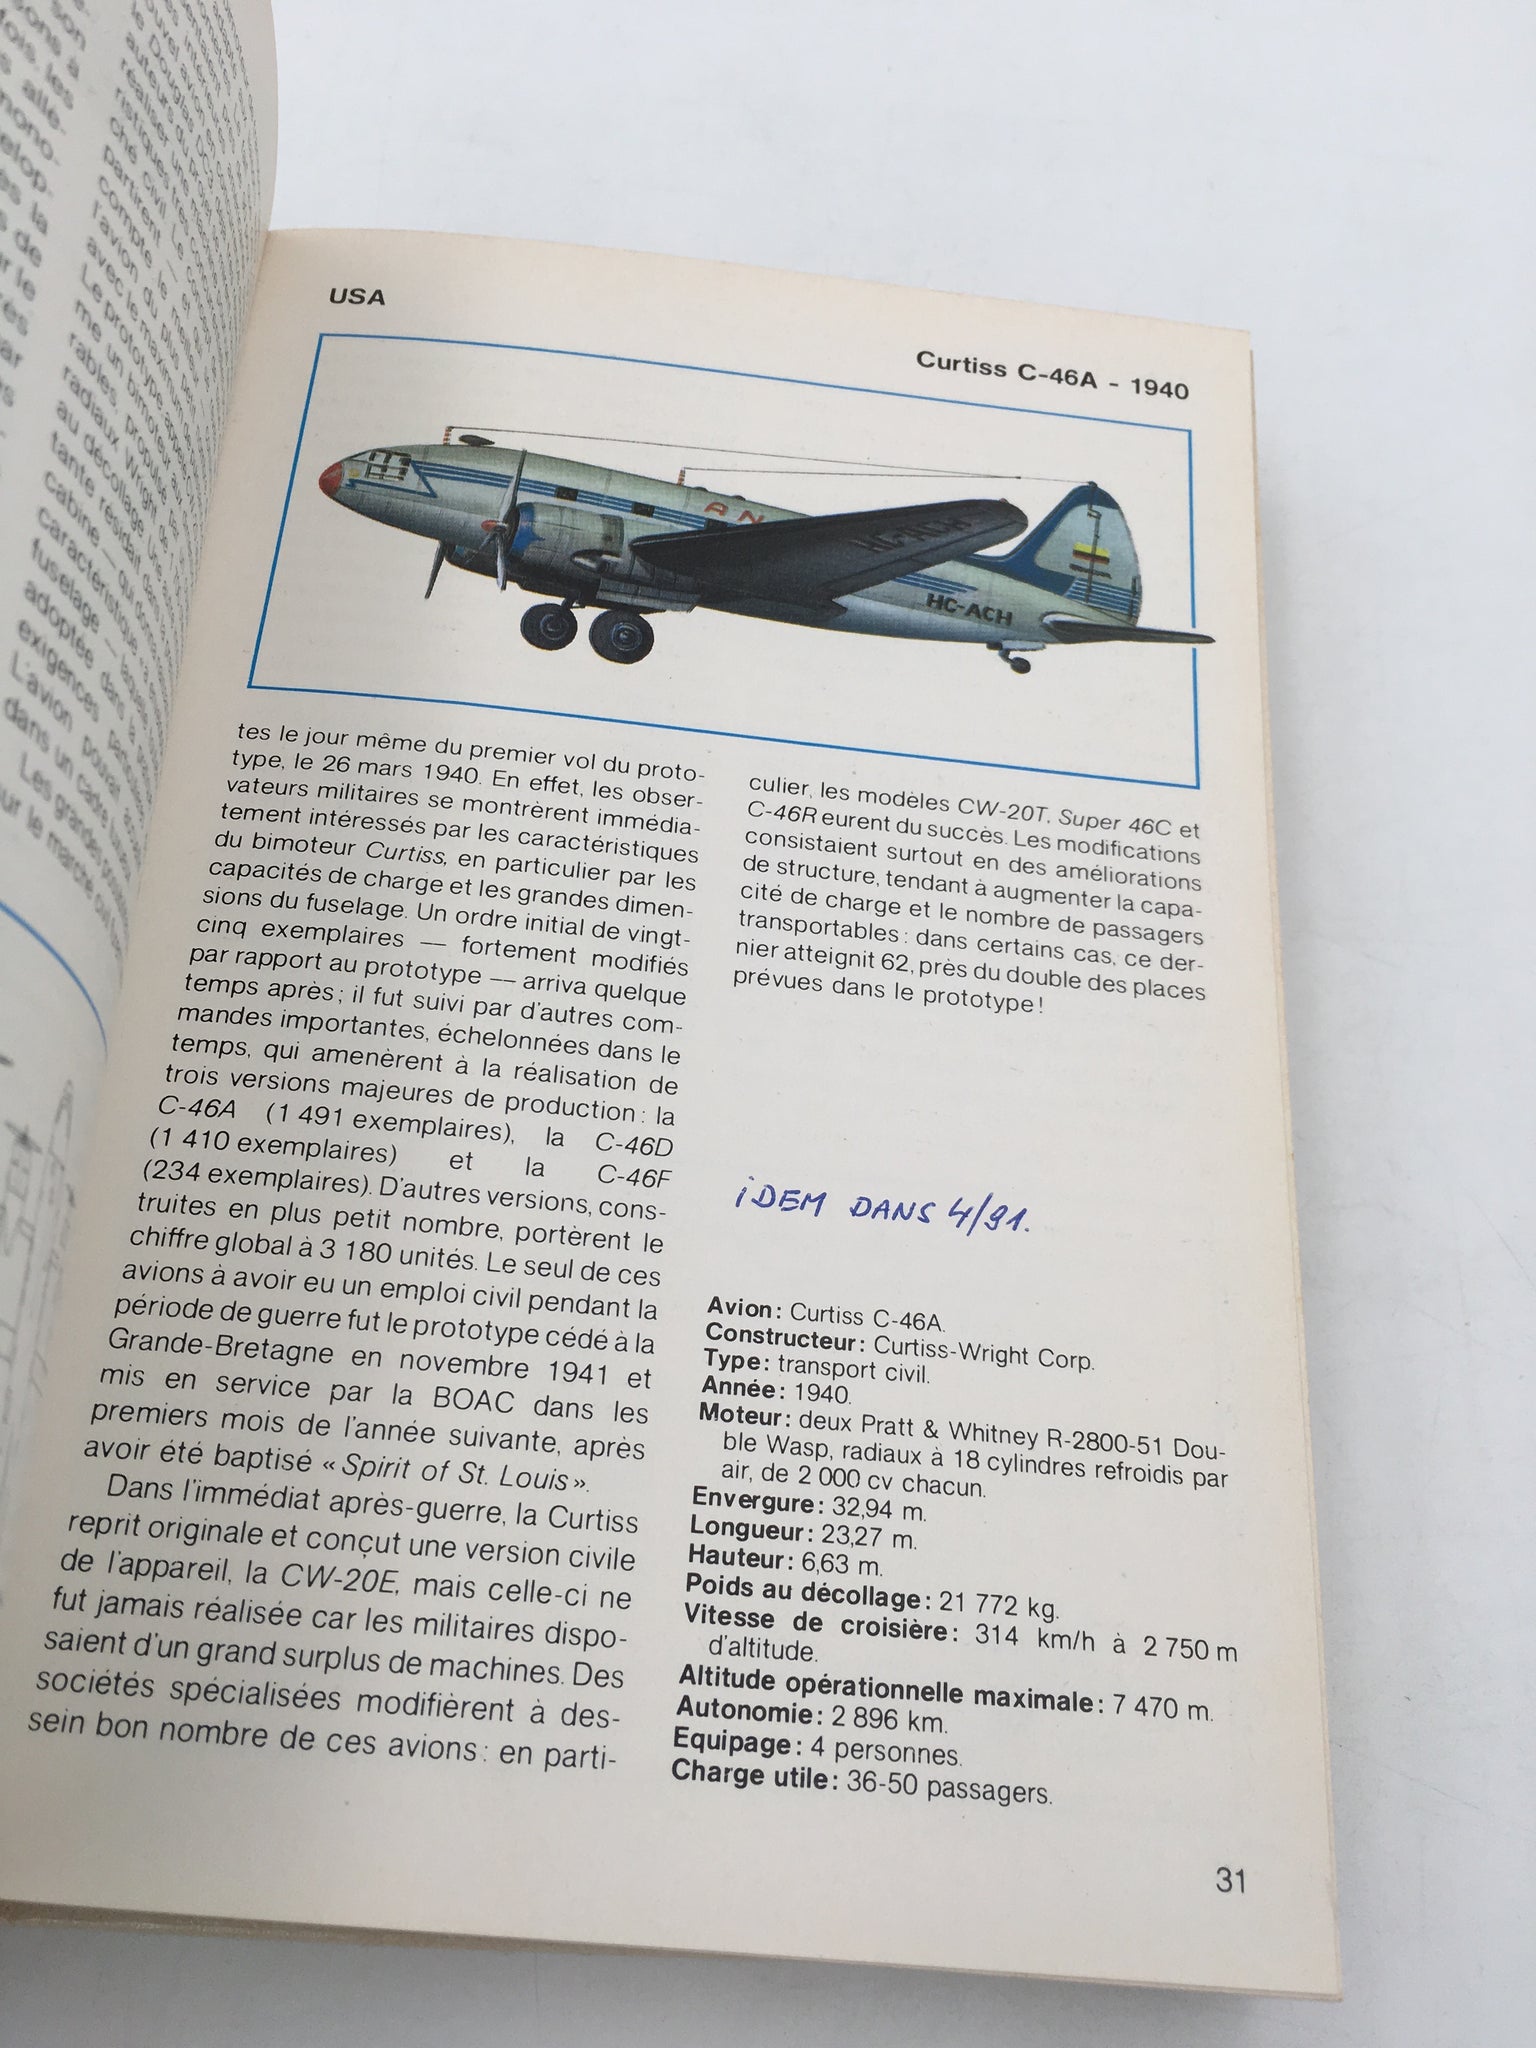 USA
Curtiss C-46A - 1940
AN
HC-ACH
HC-ACH
tes le jour même du premier vol du proto-
type, le 26 mars 1940. En effet, les obser-
vateurs militaires se montrèrent immédia-
tement intéressés par les caractéristiques
du bimoteur Curtiss, en particulier par les
capacités de charge et les grandes dimen-
sions du fuselage. Un ordre initial de vingt-
cinq exemplaires — fortement modifiés
par rapport au prototype — arriva quelque
temps après ; il fut suivi par d'autres com-
mandes importantes, échelonnées dans le
temps, qui amenèrent à la réalisation de
trois versions majeures de production : la
C-46A (1 491 exemplaires), la C-46D
(1 410 exemplaires) et la C-46F
(234 exemplaires). D'autres versions, cons-
truites en plus petit nombre, portèrent le
chiffre global à 3 180 unités. Le seul de ces
avions à avoir eu un emploi civil pendant la
période de guerre fut le prototype cédé à la
Grande-Bretagne en novembre 1941 et
mis en service par la BOAC dans les
premiers mois de l'année suivante, après
avoir été baptisé « Spirit of St. Louis ».
Dans l'immédiat après-guerre, la Curtiss
reprit originale et conçut une version civile
de l'appareil, la CW-20E, mais celle-ci ne
fut jamais réalisée car les militaires dispo-
saient d'un grand surplus de machines. Des
sociétés spécialisées modifièrent à des-
sein bon nombre de ces avions : en parti-
culier, les modèles CW-20T, Super 46C et
C-46R eurent du succès. Les modifications
consistaient surtout en des améliorations
de structure, tendant à augmenter la capa-
cité de charge et le nombre de passagers
transportables : dans certains cas, ce der-
nier atteignit 62, près du double des places
prévues dans le prototype !
iDEM DANS 4/91.
Avion : Curtiss C-46A.
Constructeur : Curtiss-Wright Corp.
Type : transport civil.
Année : 1940.
Moteur : deux Pratt & Whitney R-2800-51 Dou-
ble Wasp, radiaux à 18 cylindres refroidis par
air, de 2 000 cv chacun.
Envergure : 32,94 m.
Longueur : 23,27 m.
Hauteur : 6,63 m.
Poids au décollage : 21 772 kg.
Vitesse de croisière : 314 km/h à 2 750 m
d'altitude.
Altitude opérationnelle maximale : 7 470 m.
Autonomie : 2 896 km.
Equipage : 4 personnes.
Charge utile : 36-50 passagers.
31